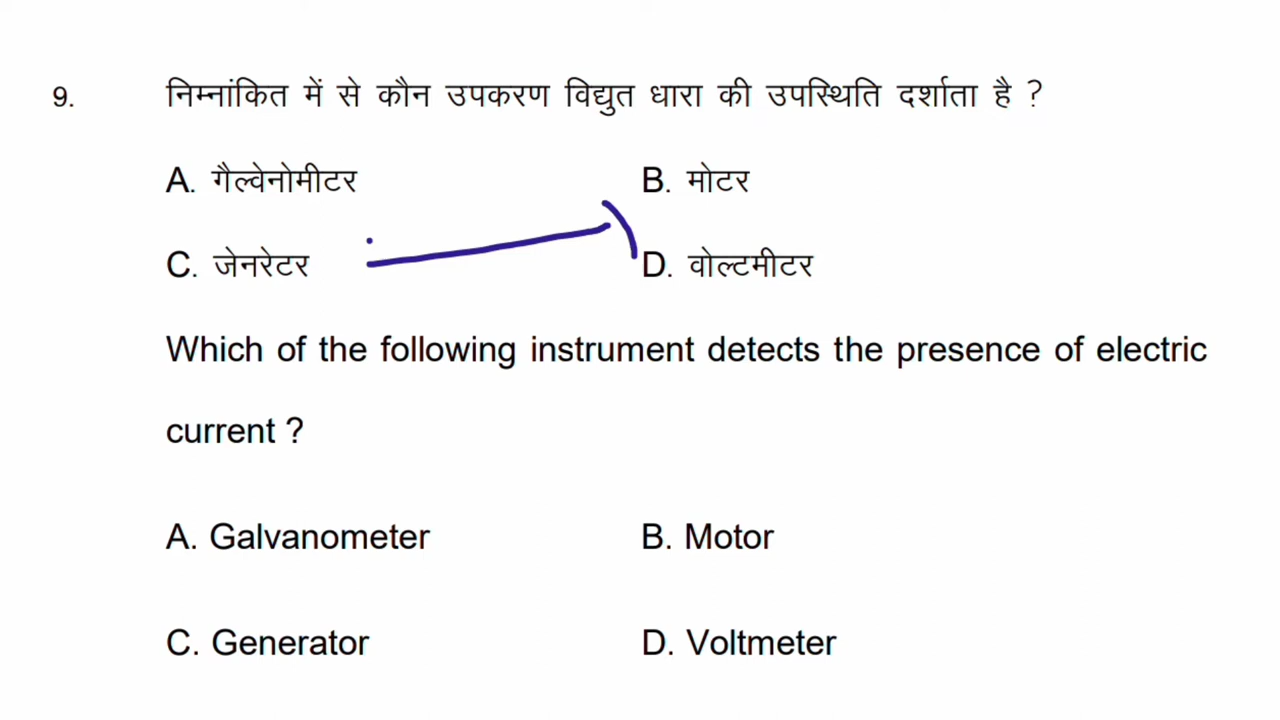 9. निम्नांकित में से कौन उपकरण विद्युत धारा की उपस्थिति दर्शाता है ?
A. गैल्वेनोमीटर B. मोटर
C. जेनरेटर D. वोल्टमीटर
Which of the following instrument detects the presence of electric
current ?
A. Galvanometer B. Motor
C. Generator D. Voltmeter